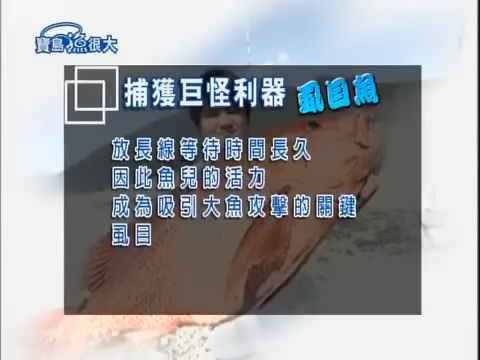 寶島漁很大
捕獲巨怪利器 虱目魚
放長線等待時間長久
因此魚兒的活力
成為吸引大魚攻擊的關鍵
虱目